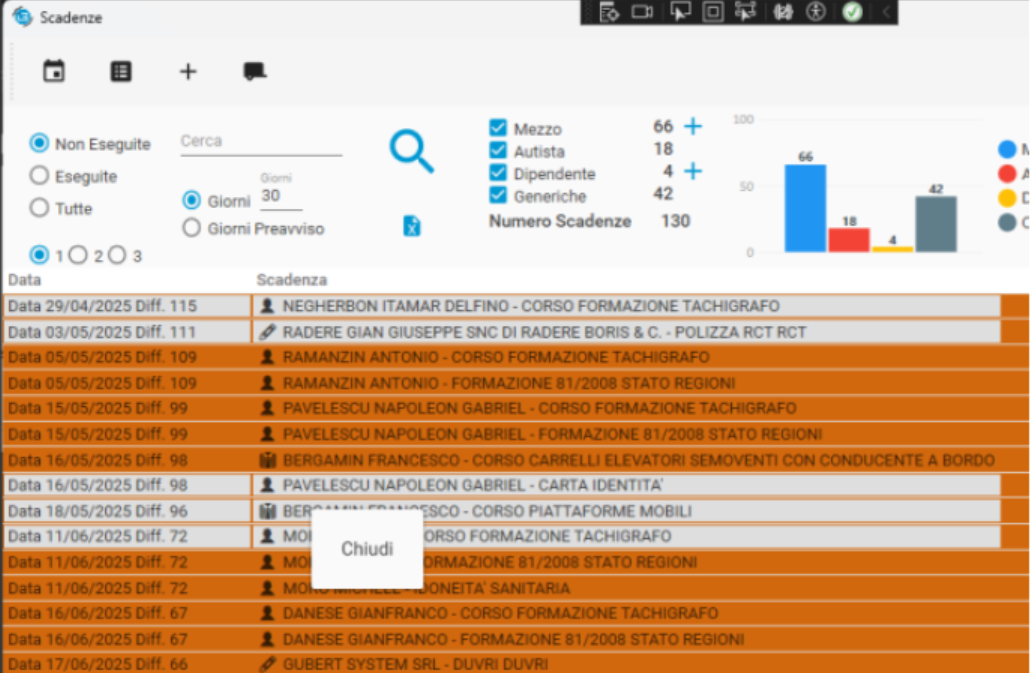 Scadenze
Non Eseguite
Eseguite
Tutte
1 2 3
Cerca
Giorni
Giorni 30
Giorni Preavviso
Mezzo 66
Autista 18
Dipendente 4
Generiche 42
Numero Scadenze 130
100
50
0
66
18
4
42
Data Scadenza
Data 29/04/2025 Diff. 115 NEGHERBON ITAMAR DELFINO - CORSO FORMAZIONE TACHIGRAFO
Data 03/05/2025 Diff. 111 RADERE GIAN GIUSEPPE SNC DI RADERE BORIS & C. - POLIZZA RCT RCT
Data 05/05/2025 Diff. 109 RAMANZIN ANTONIO - CORSO FORMAZIONE TACHIGRAFO
Data 05/05/2025 Diff. 109 RAMANZIN ANTONIO - FORMAZIONE 81/2008 STATO REGIONI
Data 15/05/2025 Diff. 99 PAVELESCU NAPOLEON GABRIEL - CORSO FORMAZIONE TACHIGRAFO
Data 15/05/2025 Diff. 99 PAVELESCU NAPOLEON GABRIEL - FORMAZIONE 81/2008 STATO REGIONI
Data 16/05/2025 Diff. 98 BERGAMIN FRANCESCO - CORSO CARRELLI ELEVATORI SEMOVENTI CON CONDUCENTE A BORDO
Data 16/05/2025 Diff. 98 PAVELESCU NAPOLEON GABRIEL - CARTA IDENTITA'
Data 18/05/2025 Diff. 96 BERGAMIN FRANCESCO - CORSO PIATTAFORME MOBILI
Data 11/06/2025 Diff. 72 FORMAZIONE TACHIGRAFO
Chiudi
Data 11/06/2025 Diff. 72 81/2008 STATO REGIONI
Data 11/06/2025 Diff. 72 MORO MICHELE - IDONEITA' SANITARIA
Data 16/06/2025 Diff. 67 DANESE GIANFRANCO - CORSO FORMAZIONE TACHIGRAFO
Data 16/06/2025 Diff. 67 DANESE GIANFRANCO - FORMAZIONE 81/2008 STATO REGIONI
Data 17/06/2025 Diff. 66 GUBERT SYSTEM SRL - DUVRI DUVRI